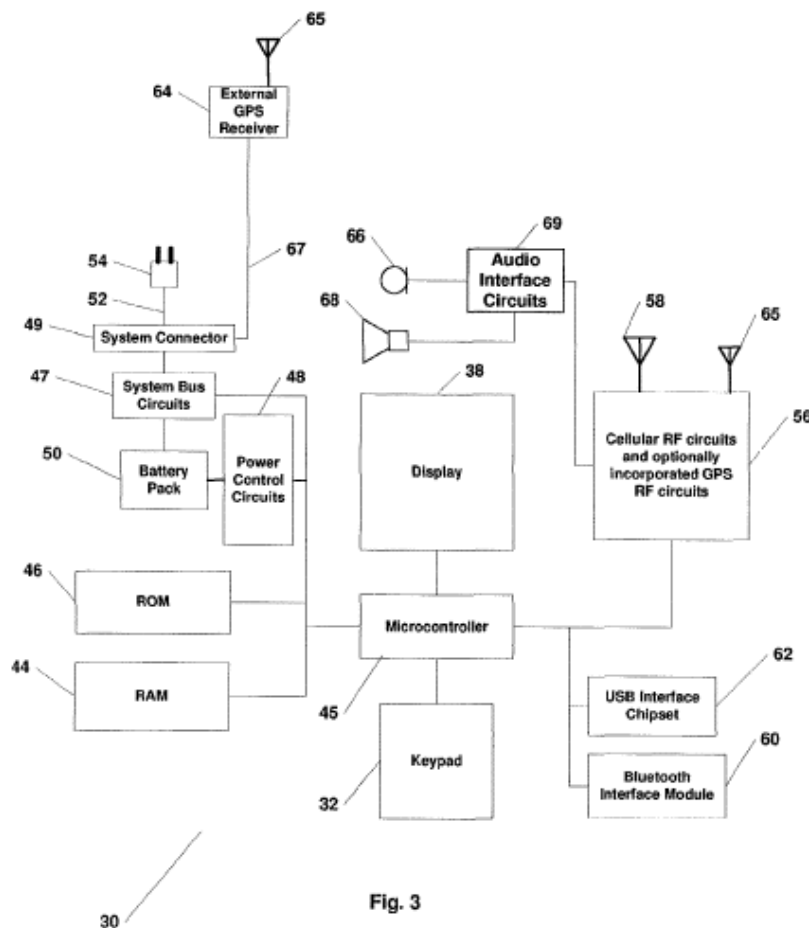 65
64
External
GPS
Receiver
54
52
67
66
69
Audio
Interface
Circuits
49
System Connector
68
58
65
47
System Bus
Circuits
48
38
56
50
Battery
Pack
Power
Control
Circuits
Display
Cellular RF circuits
and optionally
incorporated GPS
RF circuits
46
ROM
Microcontroller
44
RAM
45
62
USB Interface
Chipset
Keypad
32
60
Bluetooth
Interface Module
30
Fig. 3